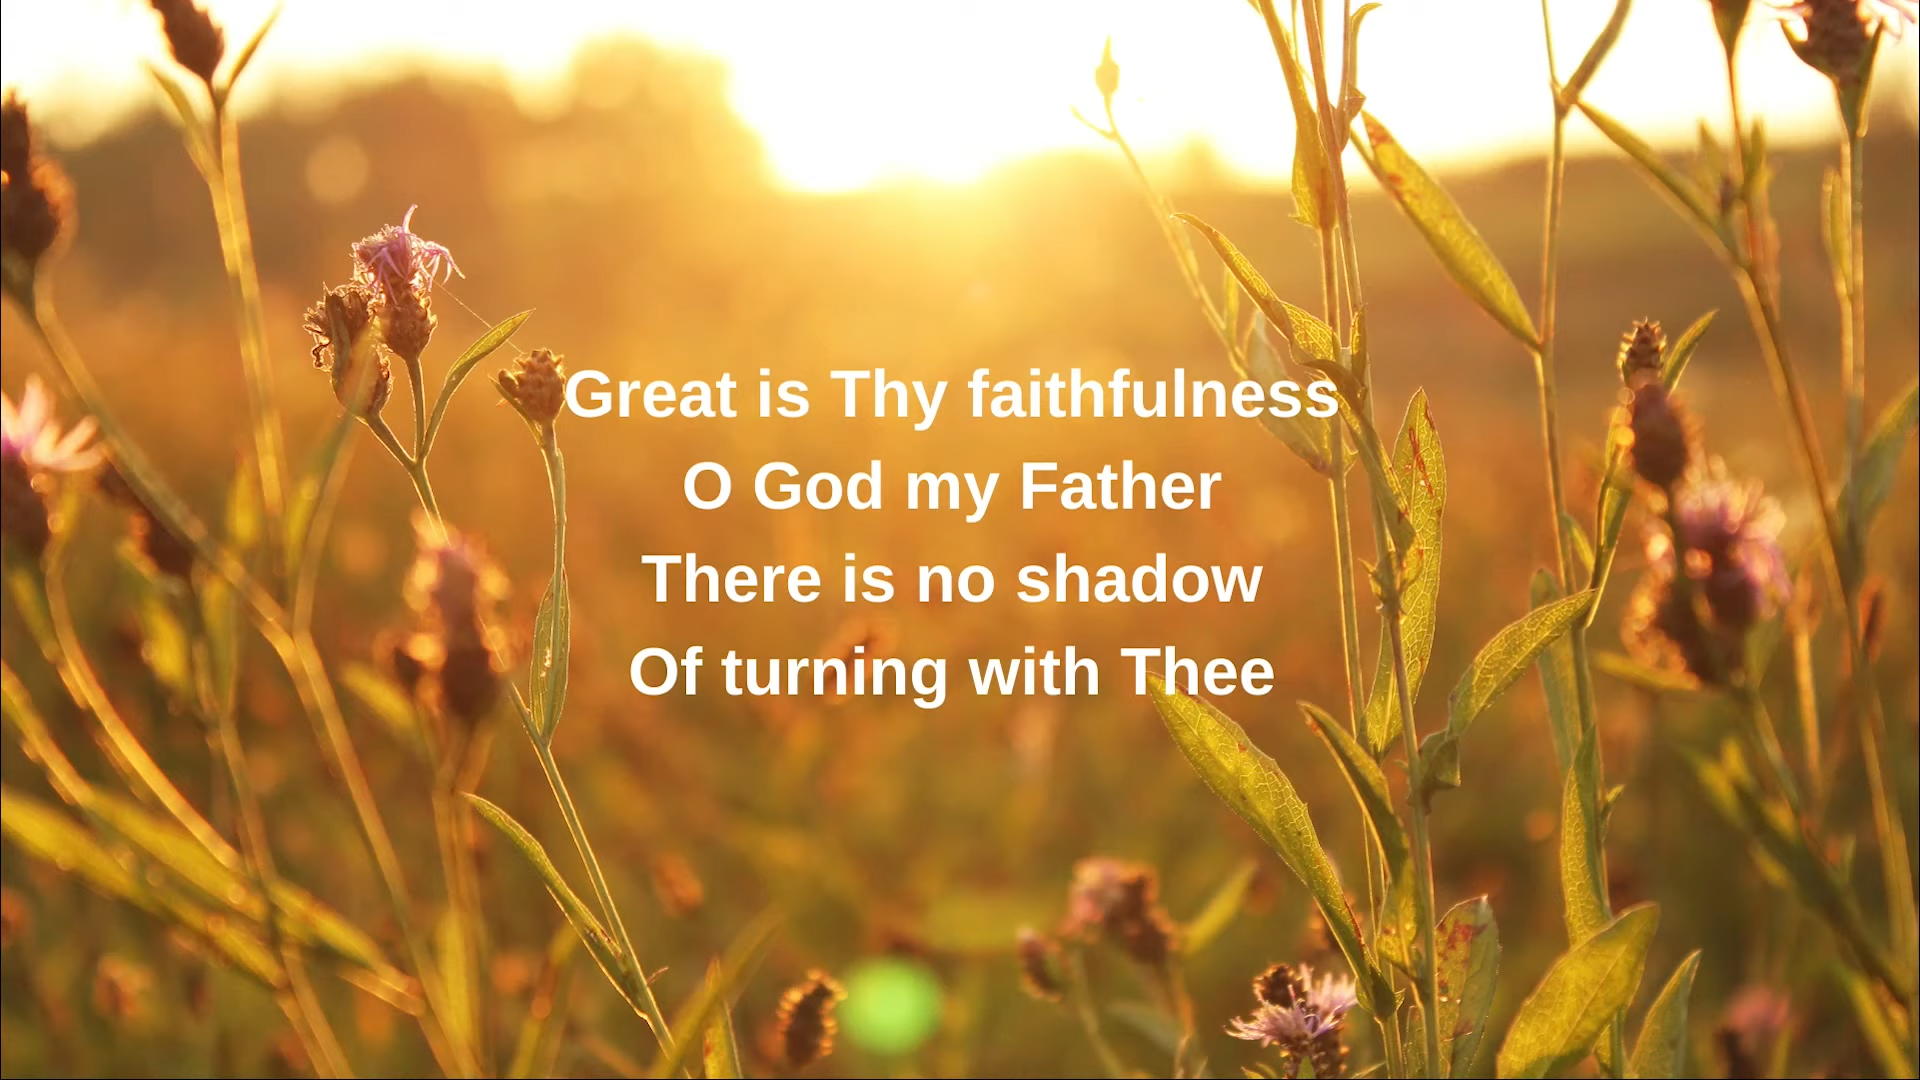 Great is Thy faithfulness
O God my Father
There is no shadow
Of turning with Thee